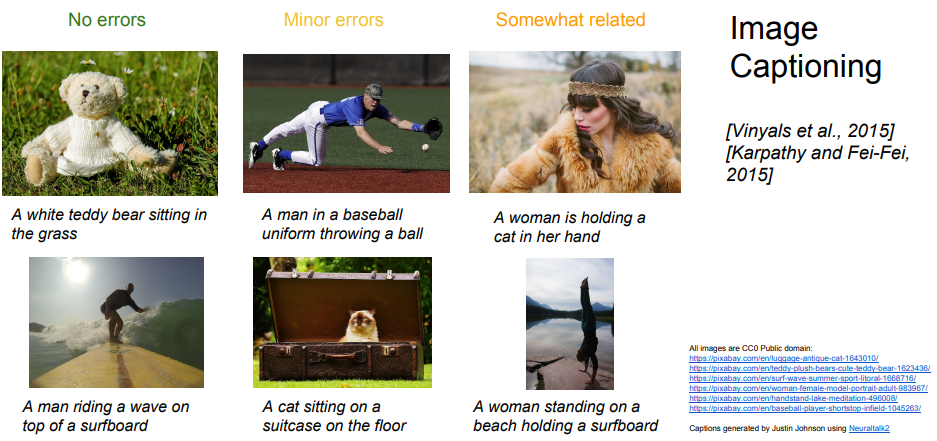 No errors
Minor errors
Somewhat related
Image
Captioning
[Vinyals et al., 2015]
[Karpathy and Fei-Fei,
2015]
A white teddy bear sitting in
the grass
A man in a baseball
uniform throwing a ball
A woman is holding a
cat in her hand
A man riding a wave on
top of a surfboard
A cat sitting on a
suitcase on the floor
A woman standing on a
beach holding a surfboard
All images are CC0 Public domain:
https://pixabay.com/en/luggage-antique-cat-1643010/
https://pixabay.com/en/teddy-plush-bears-cute-teddy-bear-1623436/
https://pixabay.com/en/surf-wave-summer-sport-litoral-1668716/
https://pixabay.com/en/woman-female-model-portrait-adult-983967/
https://pixabay.com/en/handstand-lake-meditation-496008/
https://pixabay.com/en/baseball-player-shortstop-infield-1045263/
Captions generated by Justin Johnson using Neuraltalk2